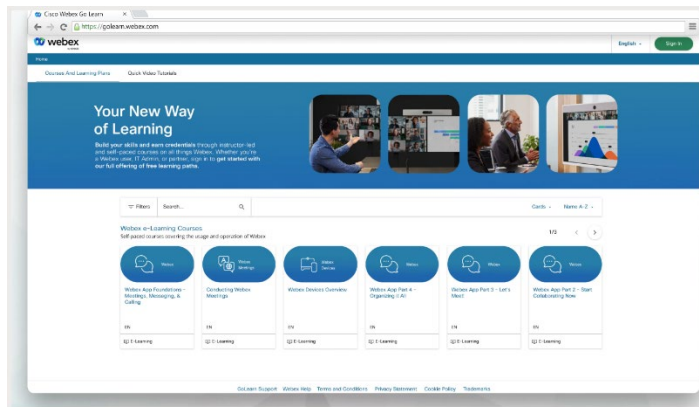 Cisco Webex Go Learn
https://golearn.webex.com
webex
English
Sign In
Home
Courses And Learning Plans
Quick Video Tutorials
Your New Way
of Learning
Build your skills and earn credentials through instructor-led
and self-paced courses on all things Webex. Whether you're
a Webex user, IT Admin, or partner, sign in to get started with
our full offering of free learning paths.
Filters
Search...
Cards
Name A-Z
Webex e-Learning Courses
Self-paced courses covering the usage and operation of Webex
1/3
Webex
Webex
Meetings
Webex
Devices
Webex
Webex
Webex
Webex App Foundations -
Meetings, Messaging, &
Calling
Conducting Webex
Meetings
Webex Devices Overview
Webex App Part 4 -
Organizing it All
Webex App Part 3 - Let's
Meet!
Webex App Part 2 - Start
Collaborating Now
EN
EN
EN
EN
EN
EN
E-Learning
E-Learning
E-Learning
E-Learning
E-Learning
E-Learning
GoLearn Support
Webex Help
Terms and Conditions
Privacy Statement
Cookie Policy
Trademarks